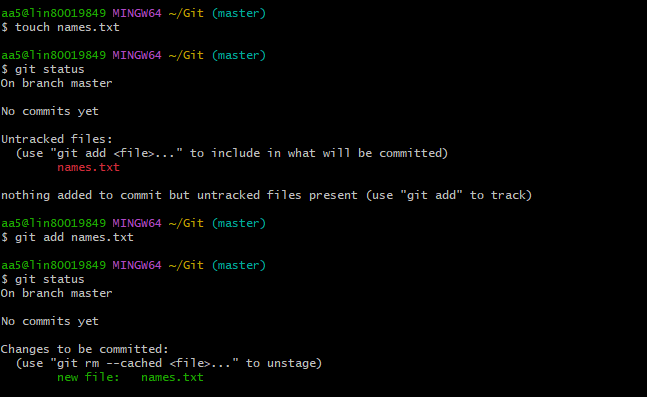 aa5@lin80019849 MINGW64 ~/Git (master)
$ touch names.txt
aa5@lin80019849 MINGW64 ~/Git (master)
$ git status
On branch master
No commits yet
Untracked files:
(use "git add <file>..." to include in what will be committed)
names.txt
nothing added to commit but untracked files present (use "git add" to track)
aa5@lin80019849 MINGW64 ~/Git (master)
$ git add names.txt
aa5@lin80019849 MINGW64 ~/Git (master)
$ git status
On branch master
No commits yet
Changes to be committed:
(use "git rm --cached <file>..." to unstage)
new file:   names.txt